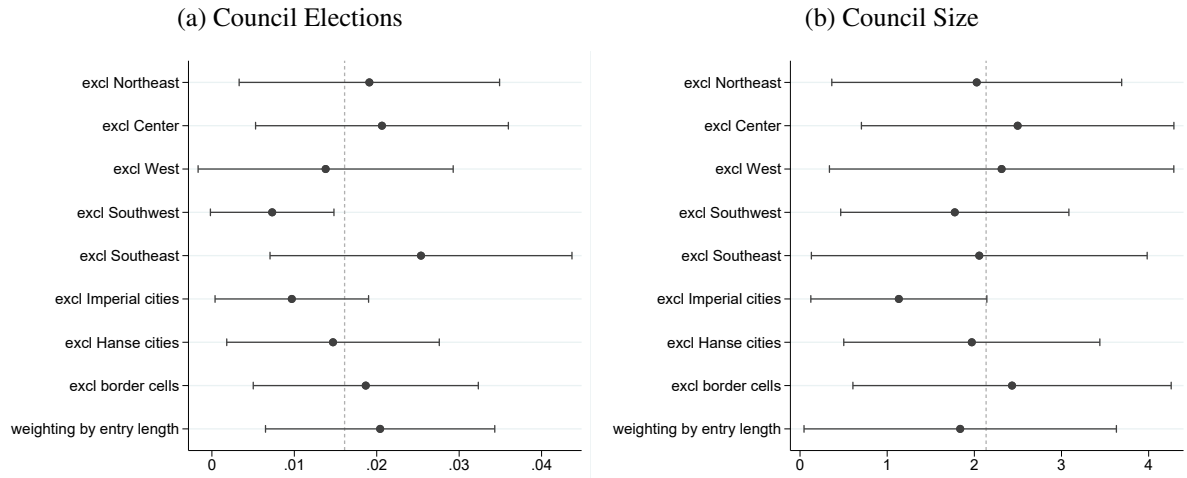 (a) Council Elections
excl Northeast
excl Center
excl West
excl Southwest
excl Southeast
excl Imperial cities
excl Hanse cities
excl border cells
weighting by entry length
0 .01 .02 .03 .04
(b) Council Size
excl Northeast
excl Center
excl West
excl Southwest
excl Southeast
excl Imperial cities
excl Hanse cities
excl border cells
weighting by entry length
0 1 2 3 4